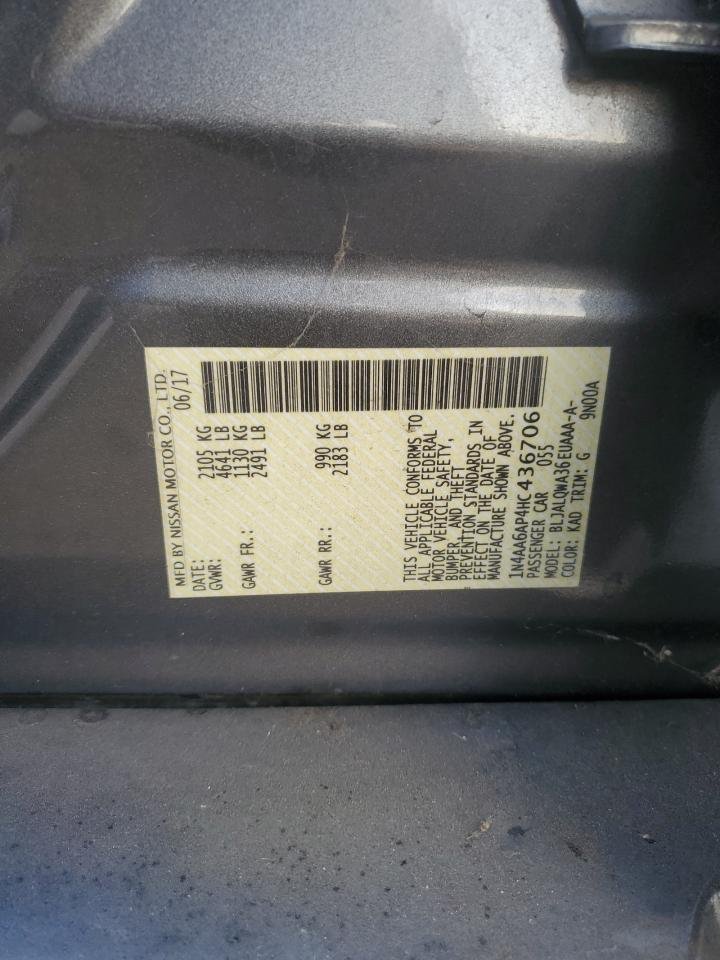 MFD BY NISSAN MOTOR CO., LTD.
DATE: 06/17
GVWR: 2105 KG
4641 LB
GAWR FR.: 1130 KG
2491 LB
GAWR RR.: 990 KG
2183 LB
THIS VEHICLE CONFORMS TO
ALL APPLICABLE FEDERAL
MOTOR VEHICLE SAFETY,
BUMPER, AND THEFT
PREVENTION STANDARDS IN
EFFECT ON THE DATE OF
MANUFACTURE SHOWN ABOVE.
1N4AA6AP4HC436706
PASSENGER CAR 055
MODEL: BLJALQWA36EUAAA-A-
COLOR: KAD TRIM: G 9N00A